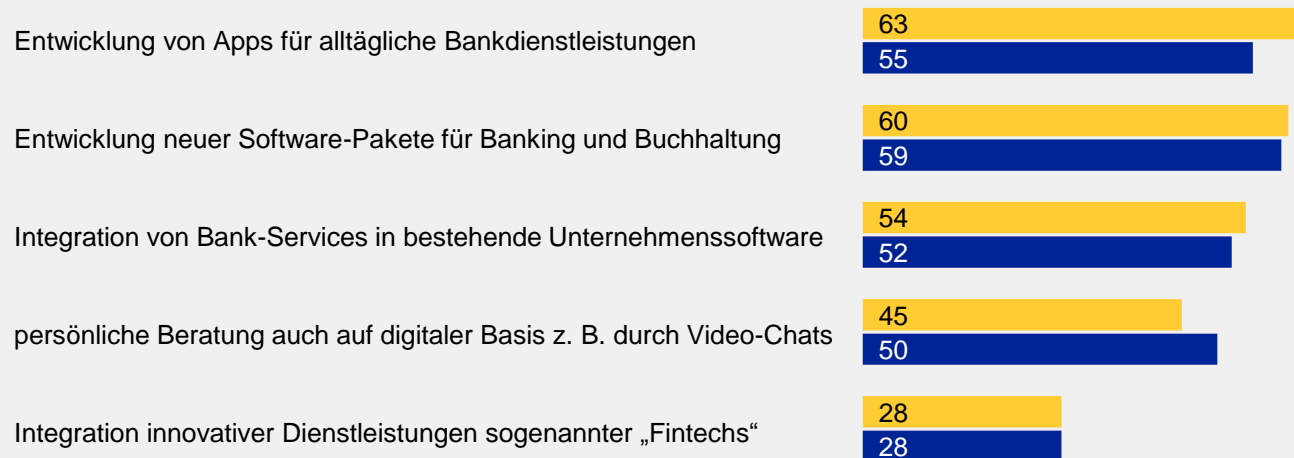 Entwicklung von Apps für alltägliche Bankdienstleistungen
63
55
Entwicklung neuer Software-Pakete für Banking und Buchhaltung
60
59
Integration von Bank-Services in bestehende Unternehmenssoftware
54
52
persönliche Beratung auch auf digitaler Basis z. B. durch Video-Chats
45
50
Integration innovativer Dienstleistungen sogenannter „Fintechs“
28
28